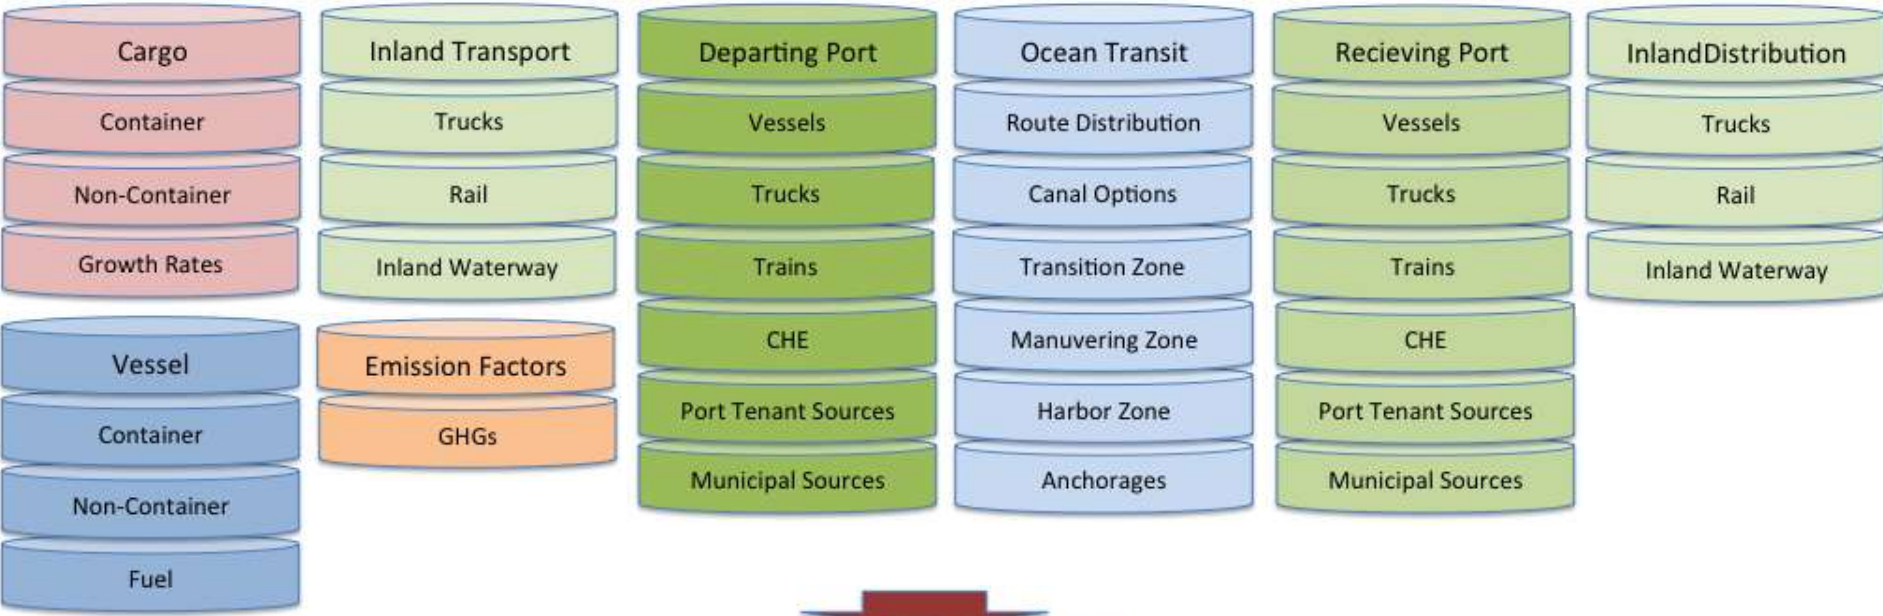 Cargo
Container
Non-Container
Growth Rates
Vessel
Container
Non-Container
Fuel
Inland Transport
Trucks
Rail
Inland Waterway
Emission Factors
GHGs
Departing Port
Vessels
Trucks
Trains
CHE
Port Tenant Sources
Municipal Sources
Ocean Transit
Route Distribution
Canal Options
Transition Zone
Manuvering Zone
Harbor Zone
Anchorages
Recieving Port
Vessels
Trucks
Trains
CHE
Port Tenant Sources
Municipal Sources
InlandDistribution
Trucks
Rail
Inland Waterway